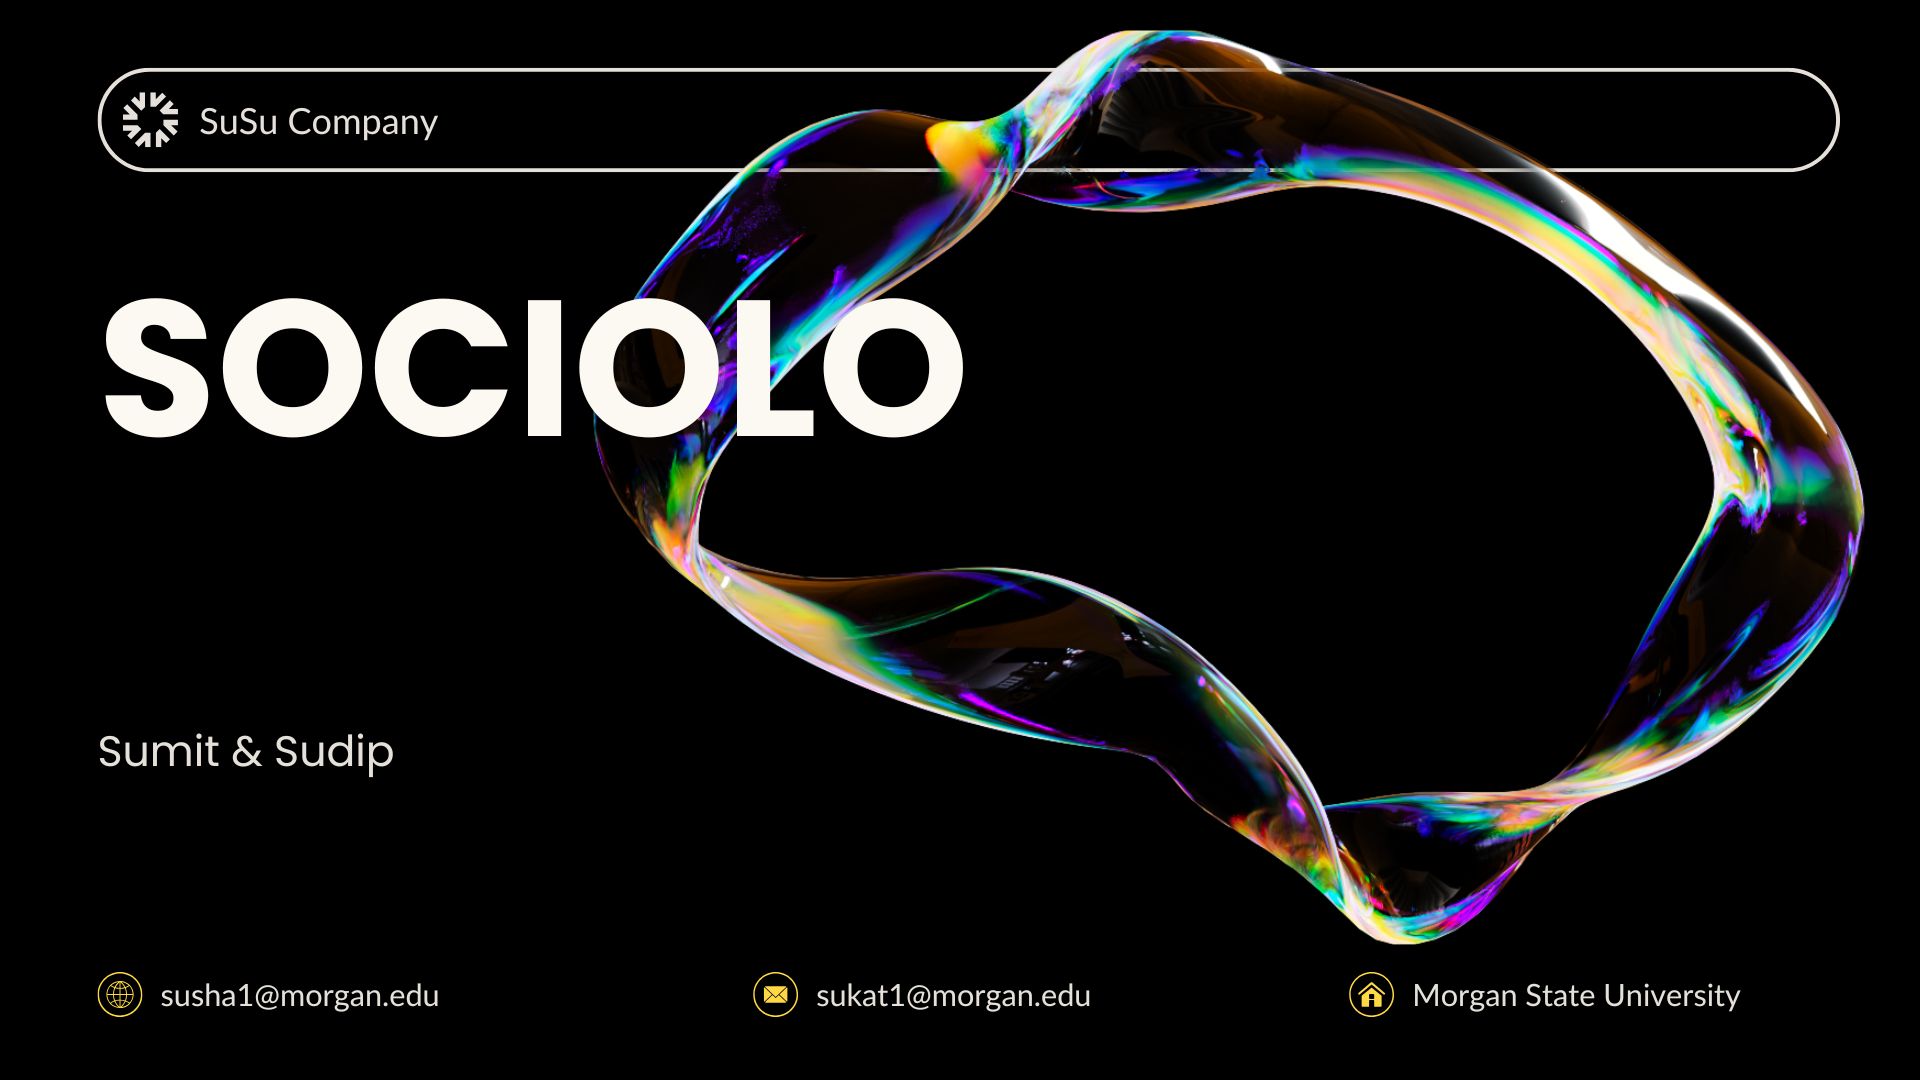 SuSu Company
SOCIOLO
Sumit & Sudip
susha1@morgan.edu
sukat1@morgan.edu
Morgan State University